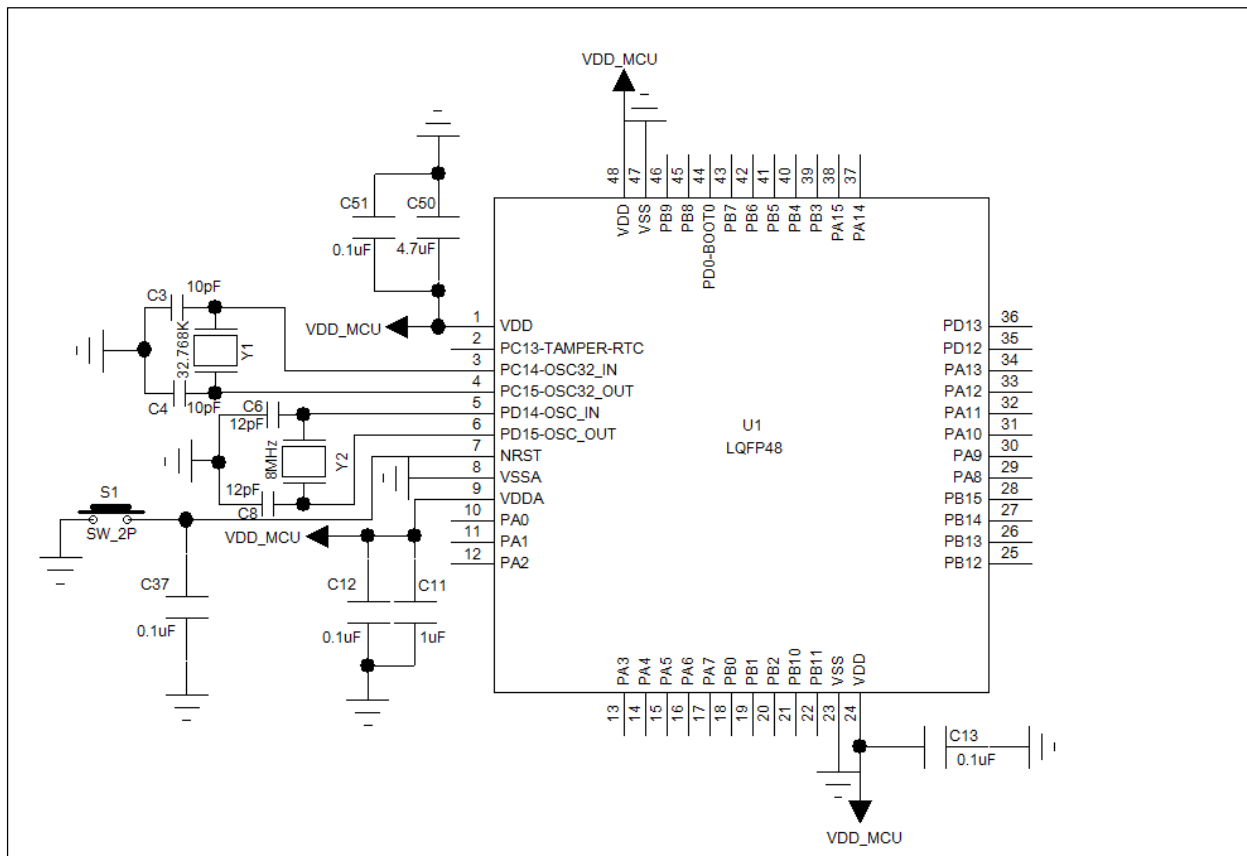 VDD_MCU
48
47
46
45
44
43
42
41
40
39
38
37
VDD
VSS
PB9
PB8
PD0-BOOT0
PB7
PB6
PB5
PB4
PB3
PA15
PA14
C51
C50
0.1uF
4.7uF
VDD_MCU
C3
10pF
32.768K
Y1
C4
10pF
C6
12pF
8MHz
Y2
12pF
C8
S1
SW_2P
VDD_MCU
C37
0.1uF
C12
C11
0.1uF
1uF
1 VDD
2 PC13-TAMPER-RTC
3 PC14-OSC32_IN
4 PC15-OSC32_OUT
5 PD14-OSC_IN
6 PD15-OSC_OUT
7 NRST
8 VSSA
9 VDDA
10 PA0
11 PA1
12 PA2
U1
LQFP48
PD13 36
PD12 35
PA13 34
PA12 33
PA11 32
PA10 31
PA9 30
PA8 29
PB15 28
PB14 27
PB13 26
PB12 25
PA3
PA4
PA5
PA6
PA7
PB0
PB1
PB2
PB10
PB11
VSS
VDD
13
14
15
16
17
18
19
20
21
22
23
24
C13
0.1uF
VDD_MCU